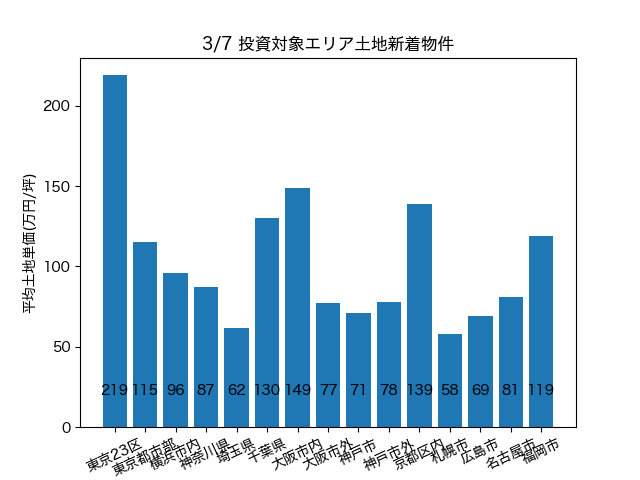 3/7 投資対象エリア土地新着物件
平均土地単価(万円/坪)
200
150
100
50
0
219 115 96 87 62 130 149 77 71 78 139 58 69 81 119
東京23区
東京都市部
横浜市内
神奈川県
埼玉県
千葉県
大阪市内
大阪市外
神戸市
神戸市外
京都区内
札幌市
広島市
名古屋市
福岡市